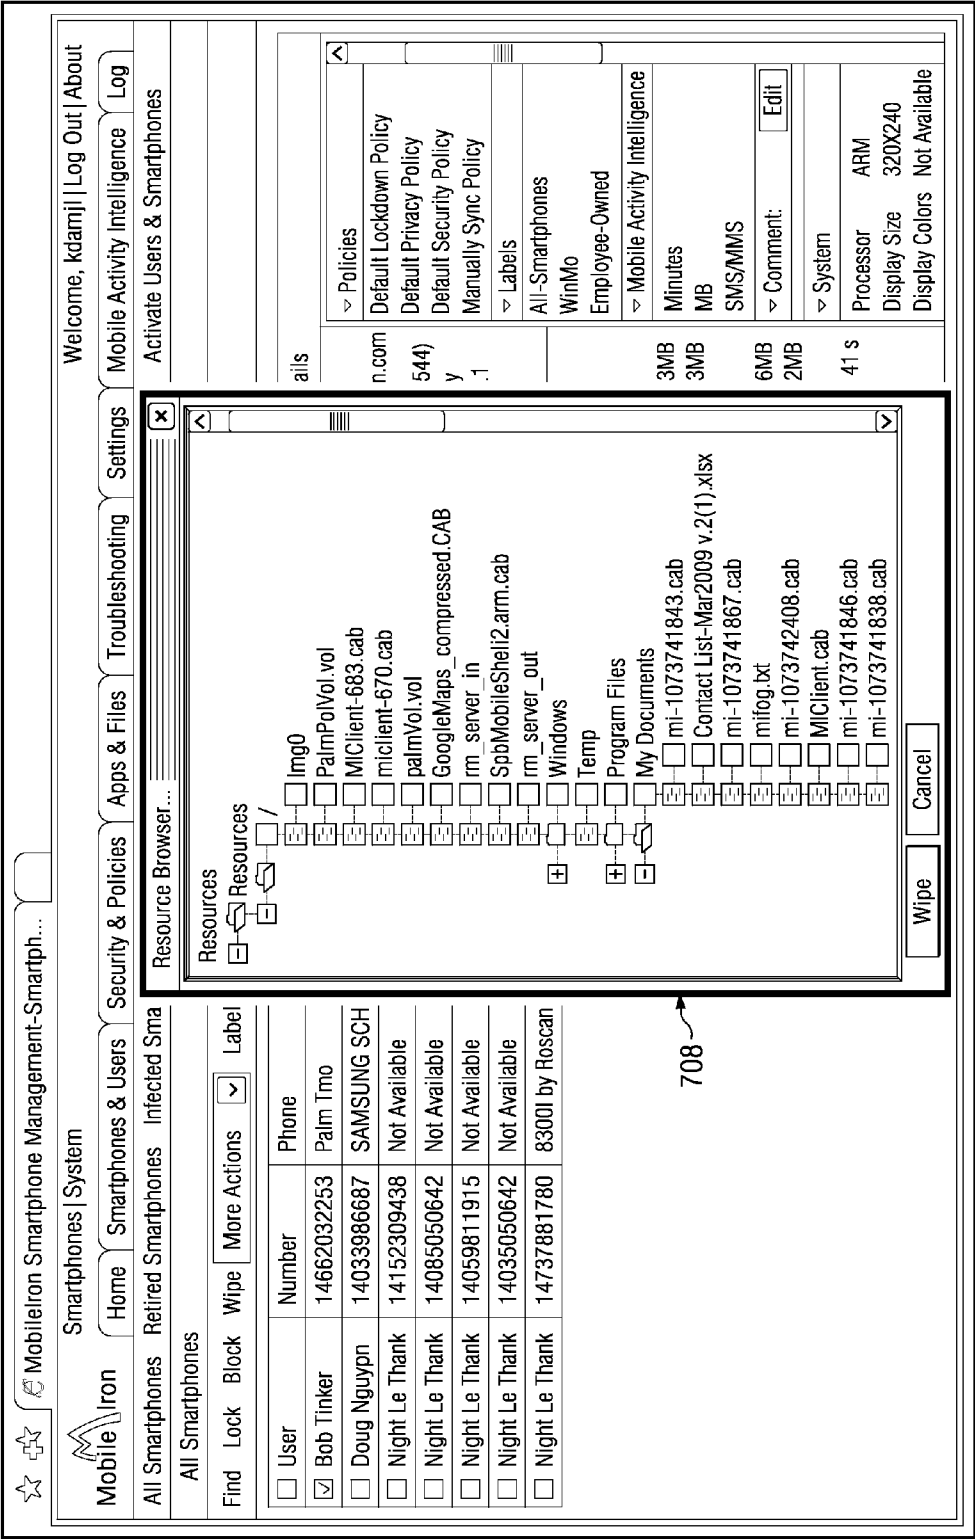 MobileIron Smartphone Management-Smartph...
Smartphones | System
Welcome, kdamji | Log Out | About
Mobile Iron
Home
Smartphones & Users
Security & Policies
Apps & Files
Troubleshooting
Settings
Mobile Activity Intelligence
Log
All Smartphones
Retired Smartphones
Infected Sma
Activate Users & Smartphones
All Smartphones
Find
Lock
Block
Wipe
More Actions
Label
User
Number
Phone
Bob Tinker
14662032253
Palm Tmo
Doug Nguypn
14033986687
SAMSUNG SCH
Night Le Thank
14152309438
Not Available
Night Le Thank
14085050642
Not Available
Night Le Thank
14059811915
Not Available
Night Le Thank
14035050642
Not Available
Night Le Thank
14737881780
8300I by Roscan
708
Resource Browser...
Resources
Resources
/
Img0
PalmPolVol.vol
MIClient-683.cab
miclient-670.cab
palmVol.vol
GoogleMaps_compressed.CAB
rm_server_in
SpbMobileSheli2.arm.cab
rm_server_out
Windows
Temp
Program Files
My Documents
mi-1073741843.cab
Contact List-Mar2009 v.2(1).xlsx
mi-1073741867.cab
mifog.txt
mi-1073742408.cab
MIClient.cab
mi-1073741846.cab
mi-1073741838.cab
Wipe
Cancel
ails
n.com
544)
y
.1
3MB
3MB
6MB
2MB
41 s
Policies
Default Lockdown Policy
Default Privacy Policy
Default Security Policy
Manually Sync Policy
Labels
All-Smartphones
WinMo
Employee-Owned
Mobile Activity Intelligence
Minutes
MB
SMS/MMS
Comment:
Edit
System
Processor ARM
Display Size 320X240
Display Colors Not Available